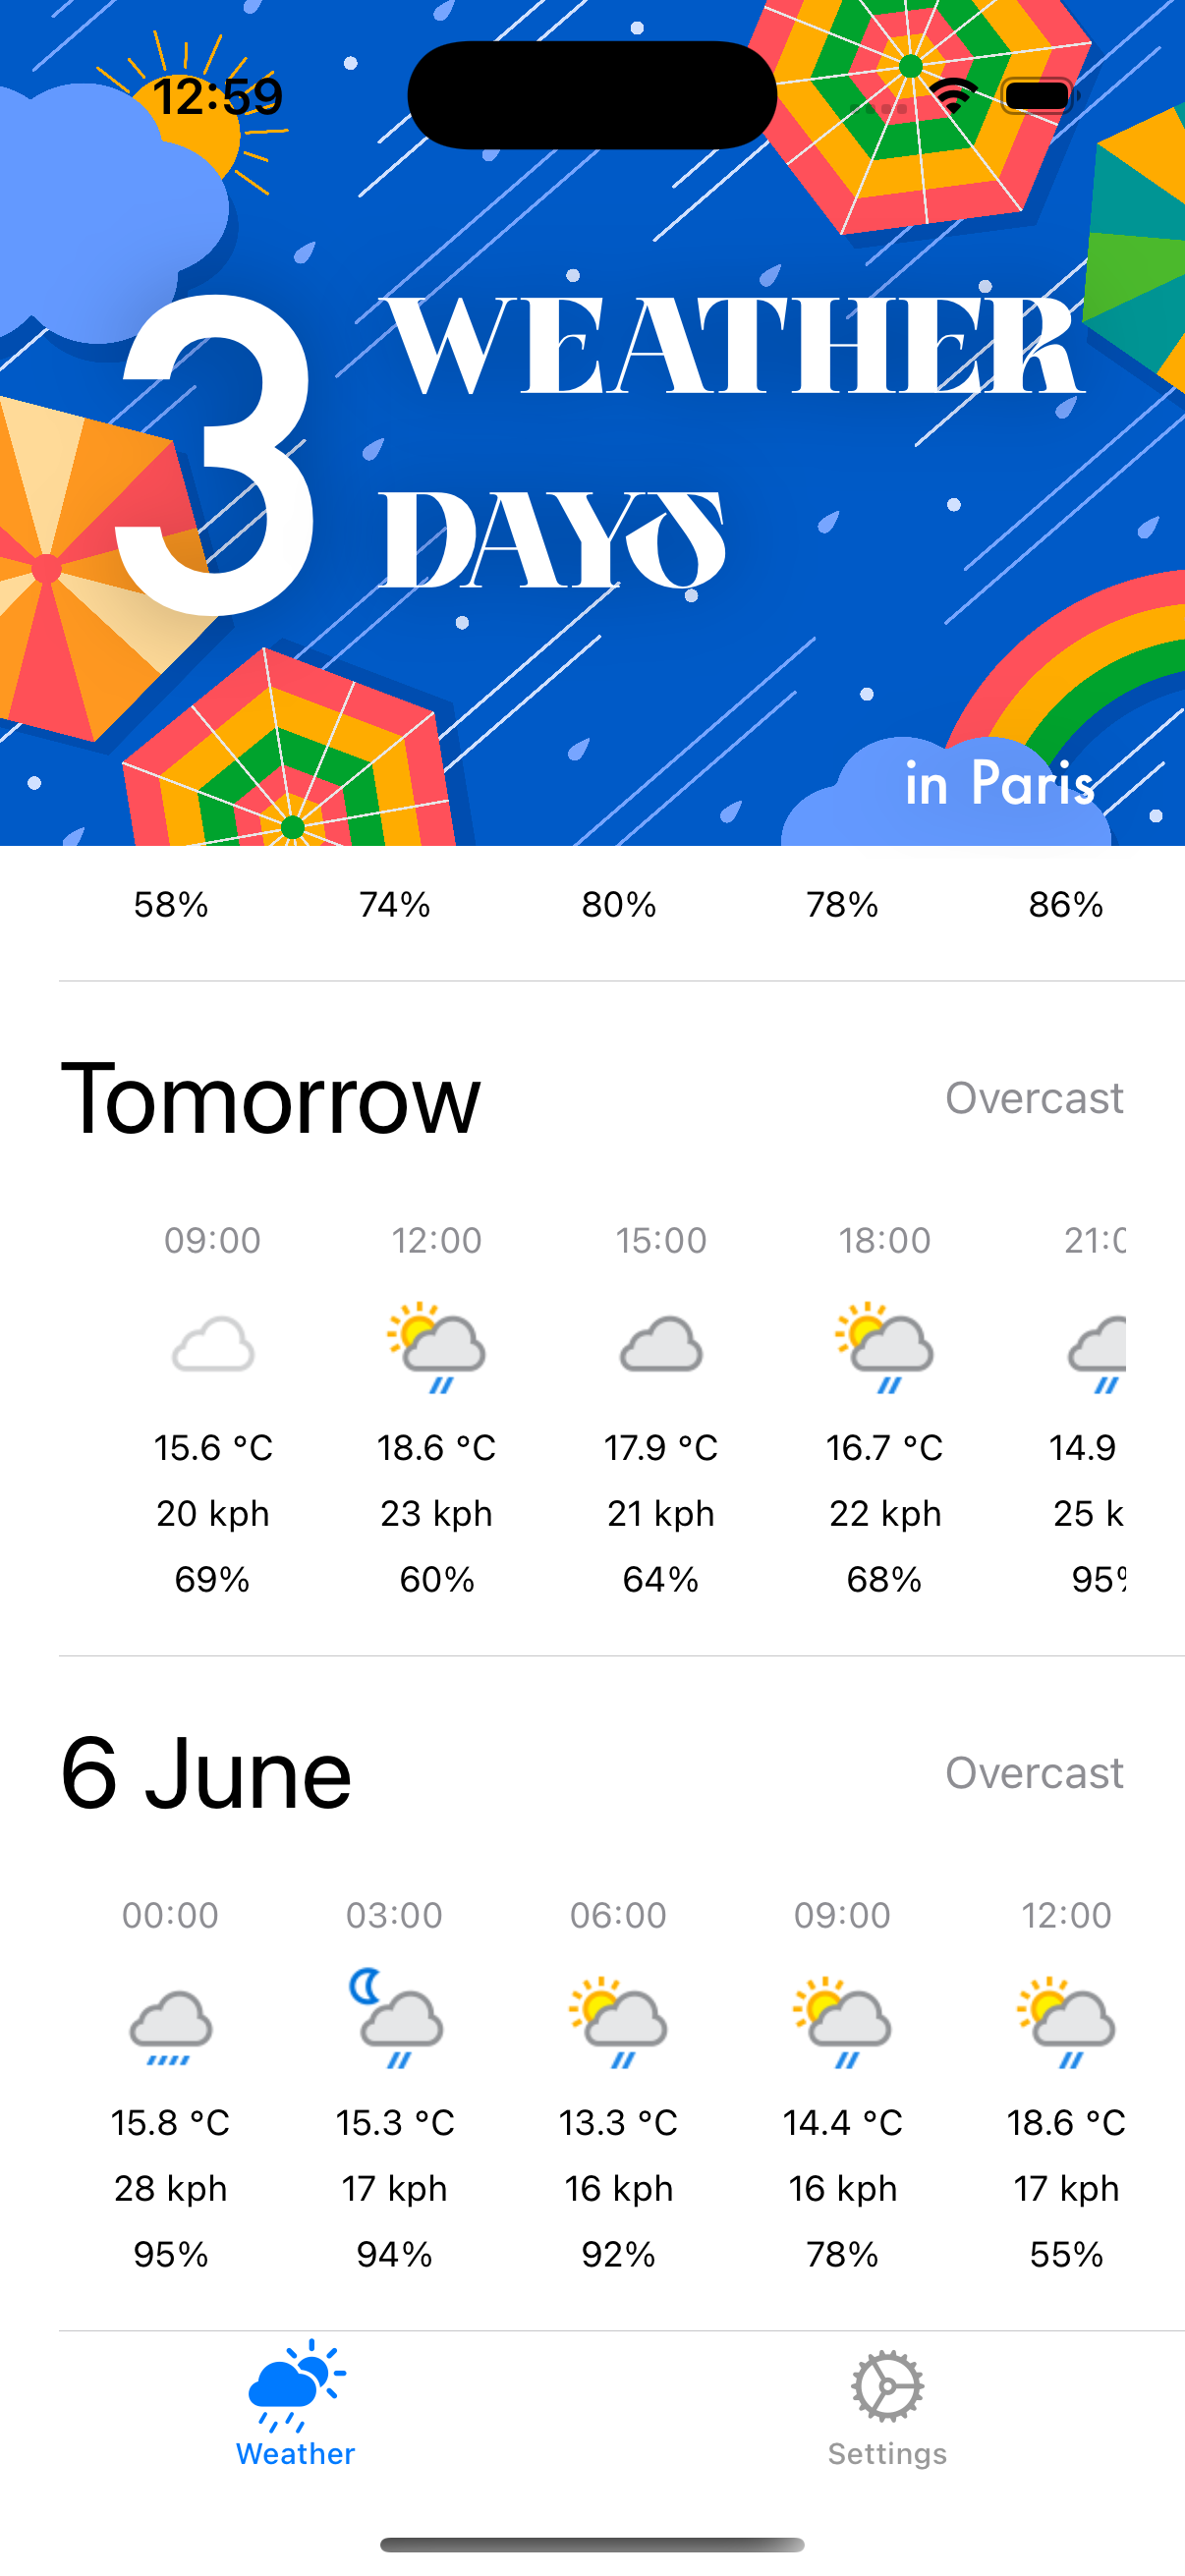 12:59
3 WEATHER
DAYS
in Paris
58% 74% 80% 78% 86%
Tomorrow Overcast
09:00 12:00 15:00 18:00 21:0
15.6 °C 18.6 °C 17.9 °C 16.7 °C 14.9
20 kph 23 kph 21 kph 22 kph 25 k
69% 60% 64% 68% 95%
6 June Overcast
00:00 03:00 06:00 09:00 12:00
15.8 °C 15.3 °C 13.3 °C 14.4 °C 18.6 °C
28 kph 17 kph 16 kph 16 kph 17 kph
95% 94% 92% 78% 55%
Weather Settings